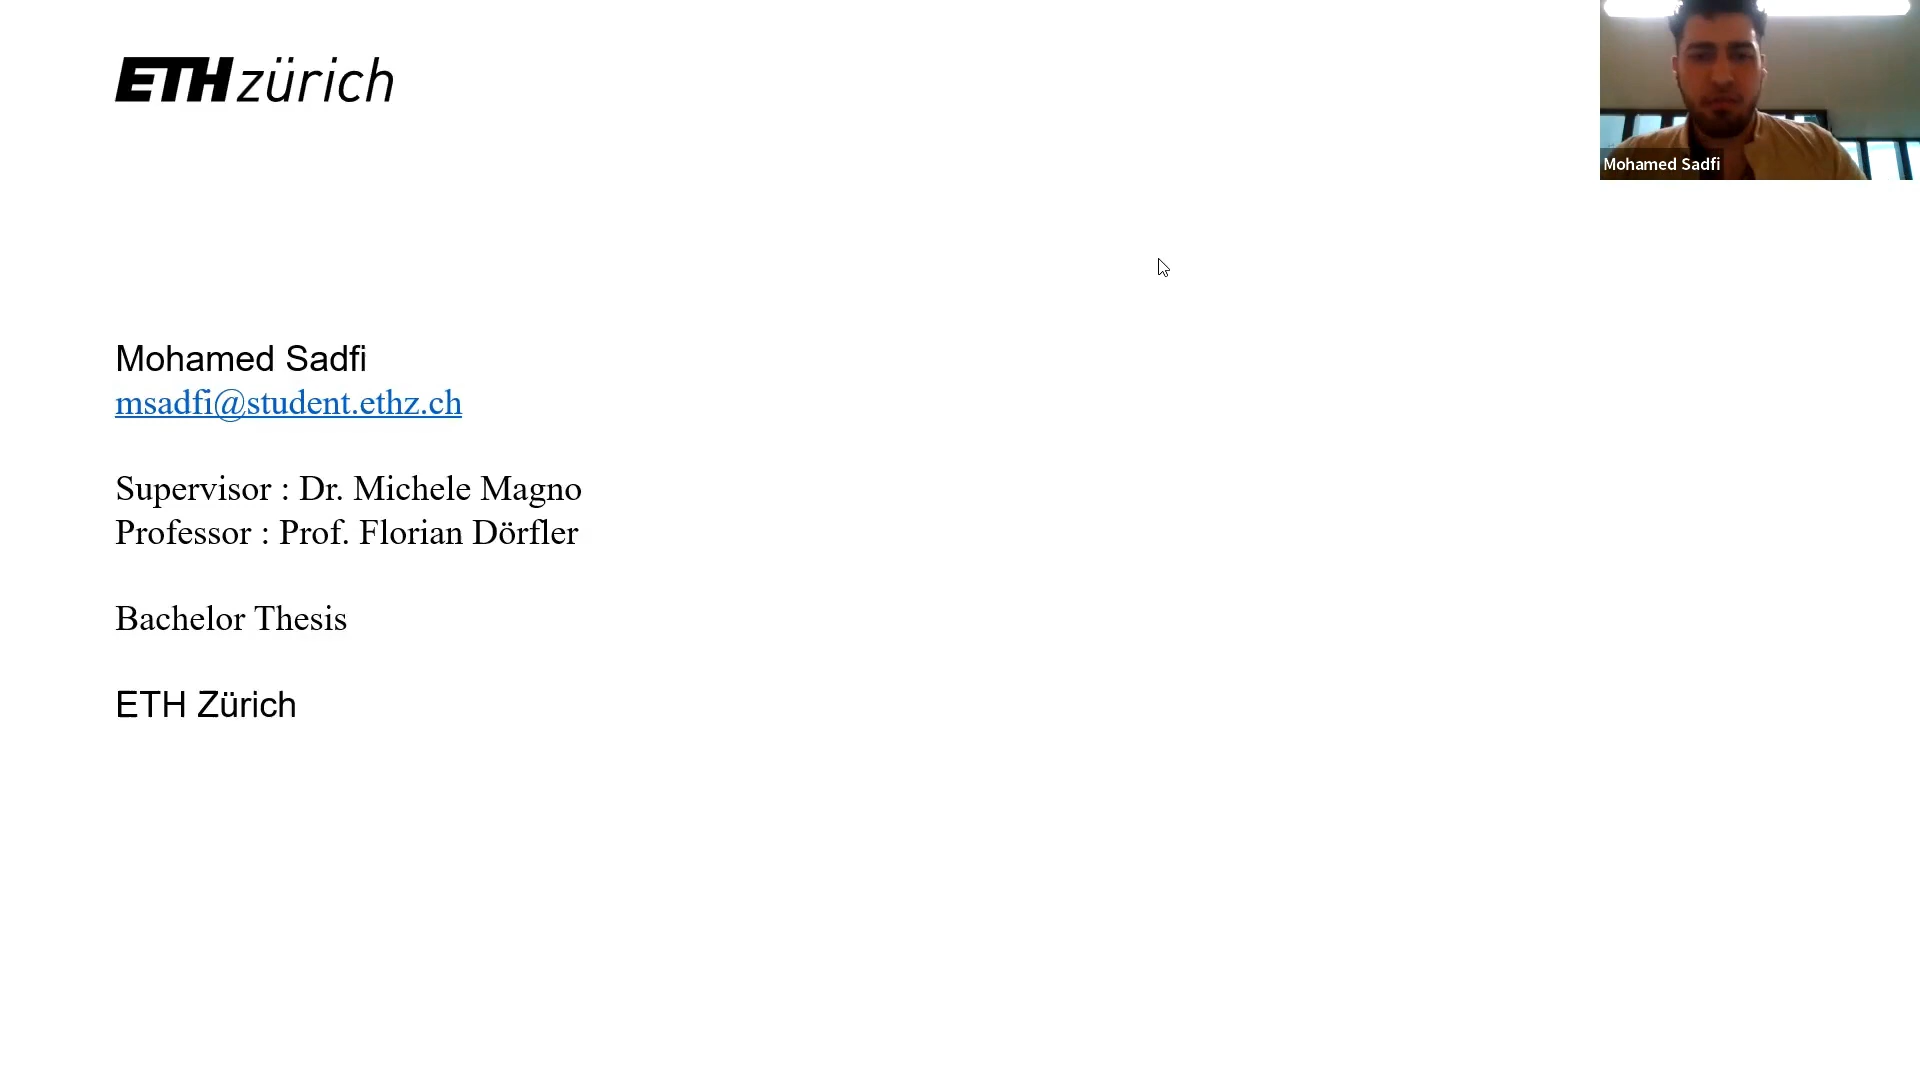 ETH zürich
Mohamed Sadfi
Mohamed Sadfi
msadfi@student.ethz.ch
Supervisor : Dr. Michele Magno
Professor : Prof. Florian Dörfler
Bachelor Thesis
ETH Zürich